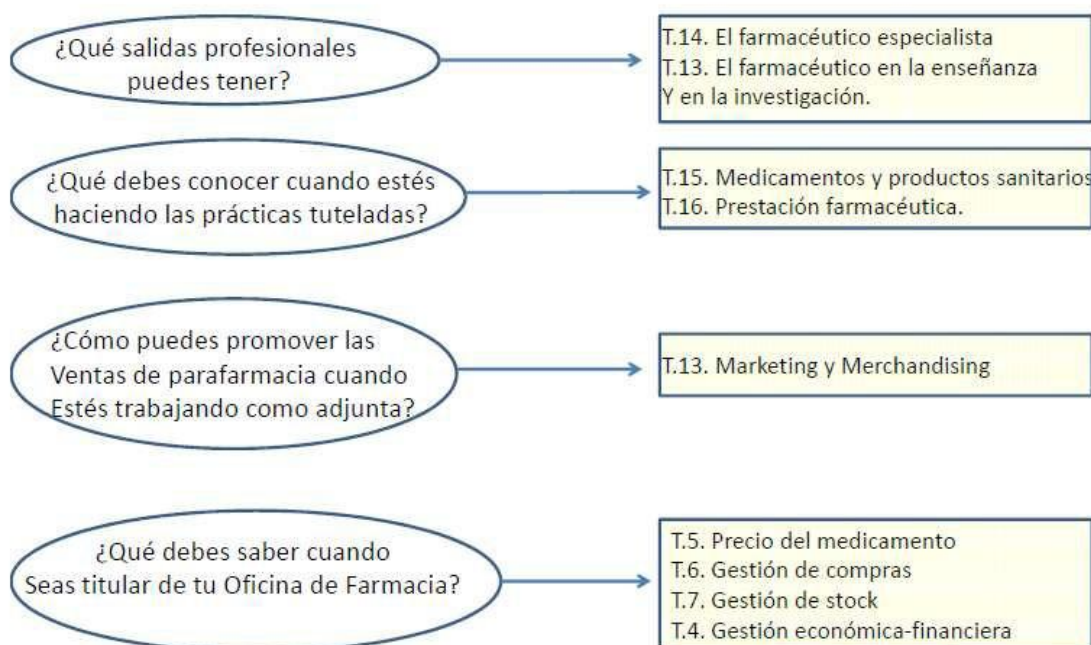 ¿Qué salidas profesionales
puedes tener?
T.14. El farmacéutico especialista
T.13. El farmacéutico en la enseñanza
Y en la investigación.
¿Qué debes conocer cuando estés
haciendo las prácticas tuteladas?
T.15. Medicamentos y productos sanitarios
T.16. Prestación farmacéutica.
¿Cómo puedes promover las
Ventas de parafarmacia cuando
Estés trabajando como adjunta?
T.13. Marketing y Merchandising
¿Qué debes saber cuando
Seas titular de tu Oficina de Farmacia?
T.5. Precio del medicamento
T.6. Gestión de compras
T.7. Gestión de stock
T.4. Gestión económica-financiera